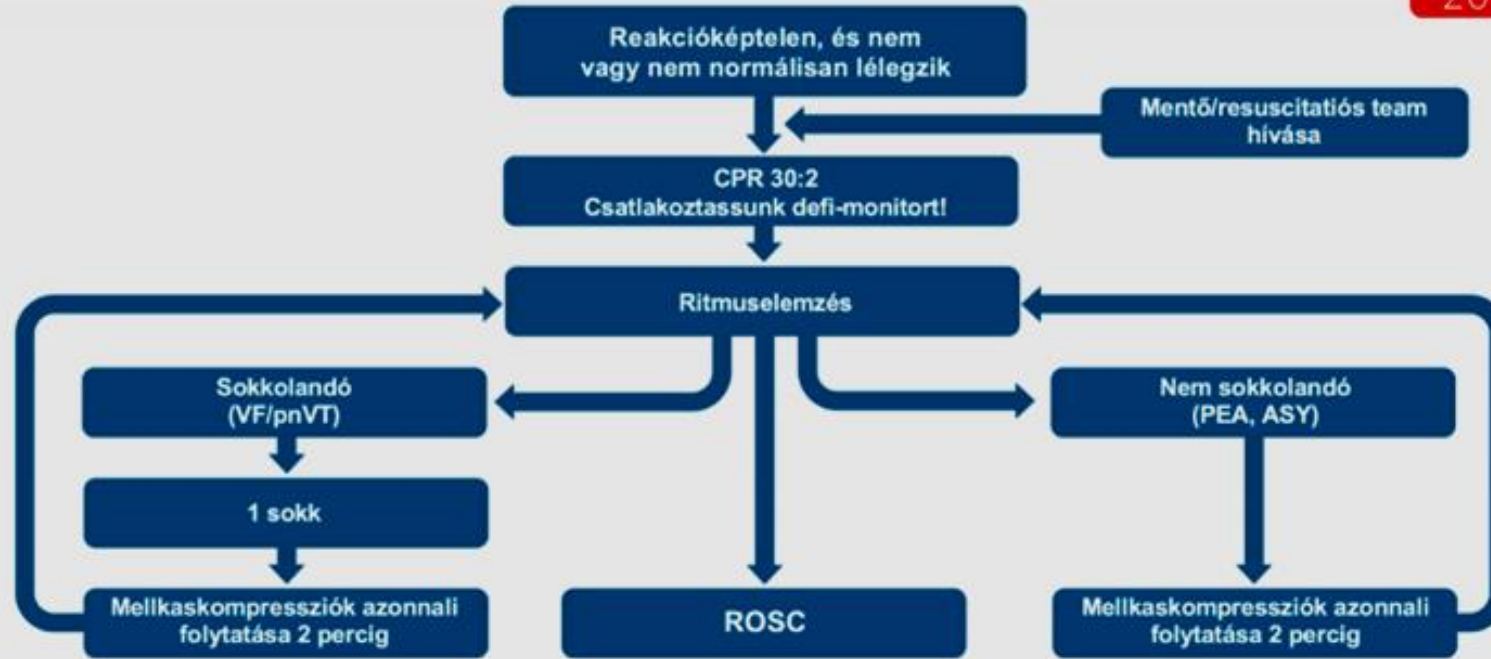 20
Reakcióképtelen, és nem
vagy nem normálisan lélegzik
Mentő/resuscitatiós team
hívása
CPR 30:2
Csatlakoztassunk defi-monitort!
Ritmuselemzés
Sokkolandó
(VF/pnVT)
Nem sokkolandó
(PEA, ASY)
1 sokk
Mellkaskompressziók azonnali
folytatása 2 percig
ROSC
Mellkaskompressziók azonnali
folytatása 2 percig